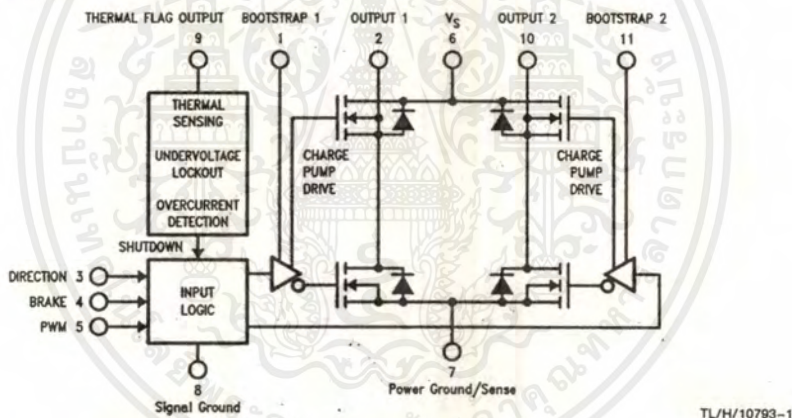 THERMAL FLAG OUTPUT
9
BOOTSTRAP 1
1
OUTPUT 1
2
VS
6
OUTPUT 2
10
BOOTSTRAP 2
11
THERMAL
SENSING
UNDERVOLTAGE
LOCKOUT
OVERCURRENT
DETECTION
CHARGE
PUMP
DRIVE
CHARGE
PUMP
DRIVE
SHUTDOWN
DIRECTION 3
BRAKE 4
PWM 5
INPUT
LOGIC
8
Signal Ground
7
Power Ground/Sense
TL/H/10793-1